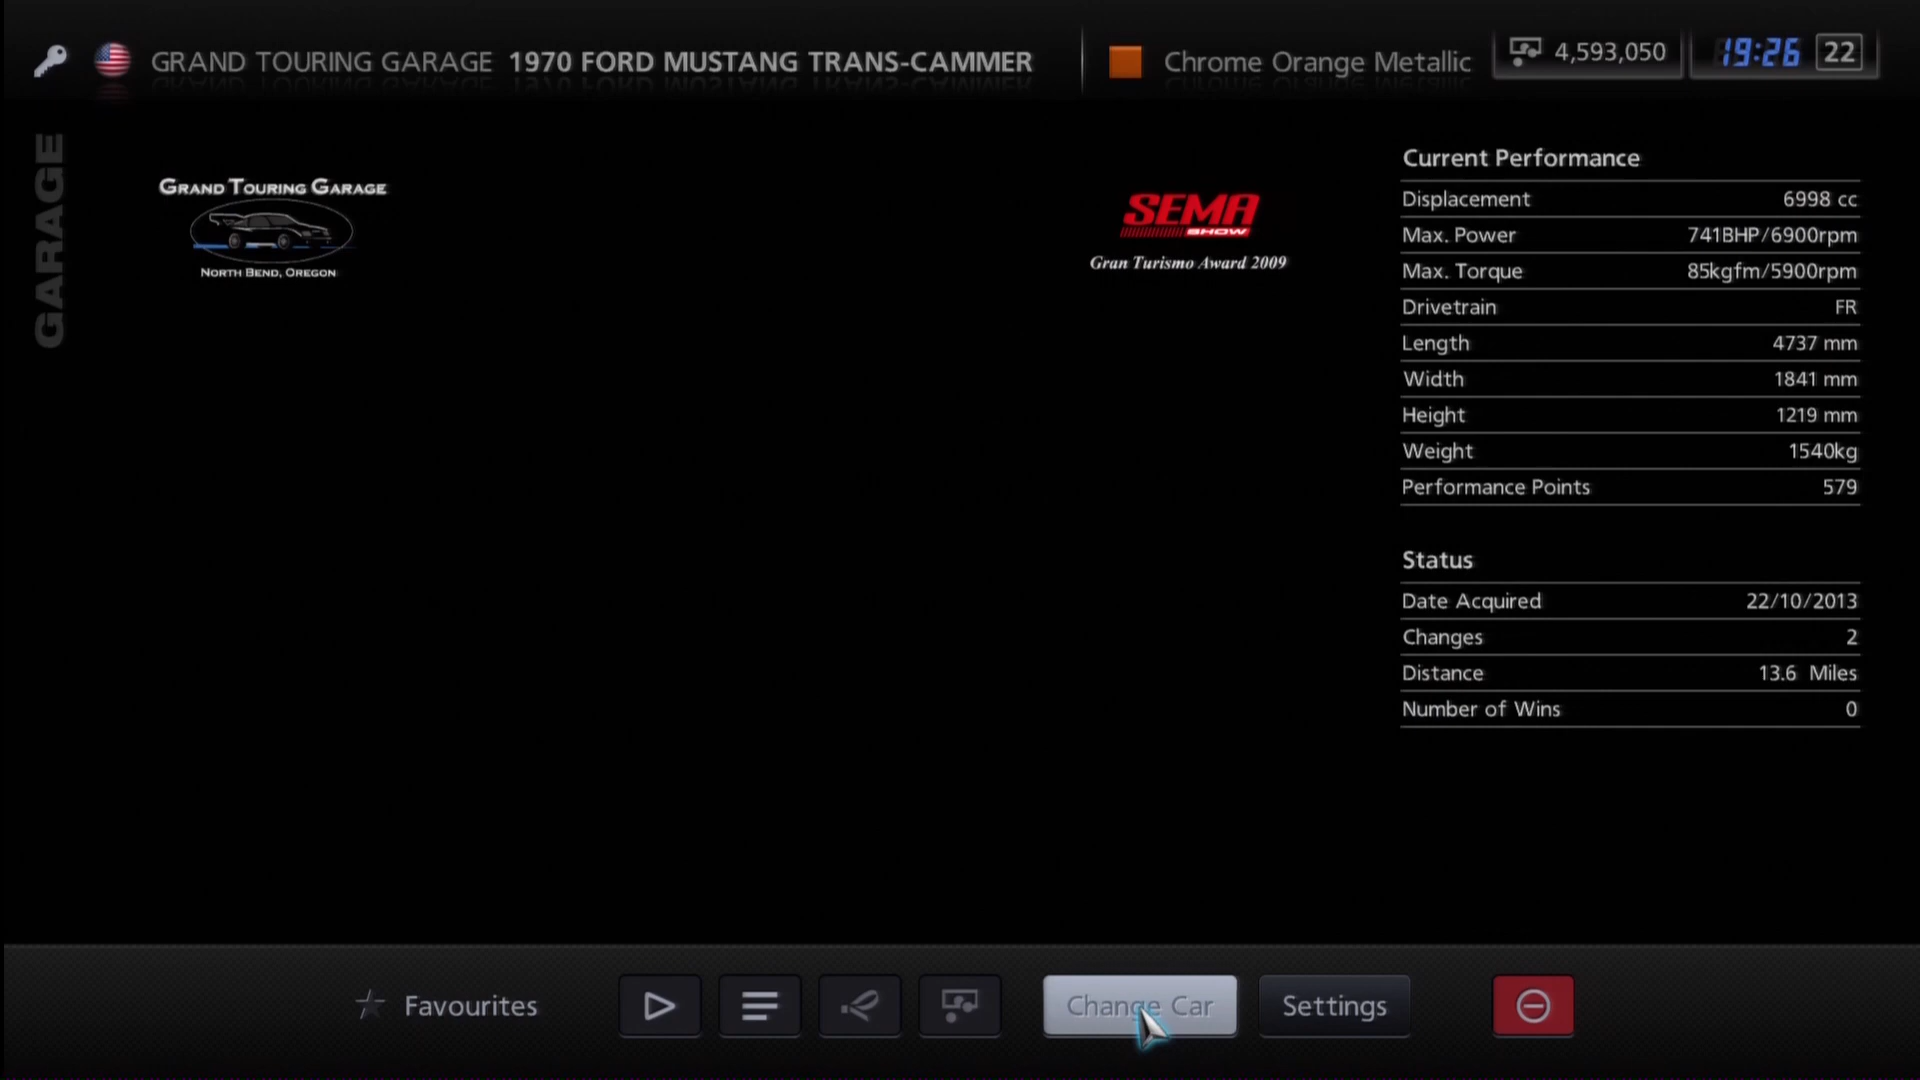 GRAND TOURING GARAGE 1970 FORD MUSTANG TRANS-CAMMER
Chrome Orange Metallic
4,593,050
19:26
22
GARAGE
GRAND TOURING GARAGE
NORTH BEND, OREGON
SEMA
SHOW
Gran Turismo Award 2009
Current Performance
Displacement 6998 cc
Max. Power 741BHP/6900rpm
Max. Torque 85kgfm/5900rpm
Drivetrain FR
Length 4737 mm
Width 1841 mm
Height 1219 mm
Weight 1540kg
Performance Points 579
Status
Date Acquired 22/10/2013
Changes 2
Distance 13.6 Miles
Number of Wins 0
Favourites
Change Car
Settings